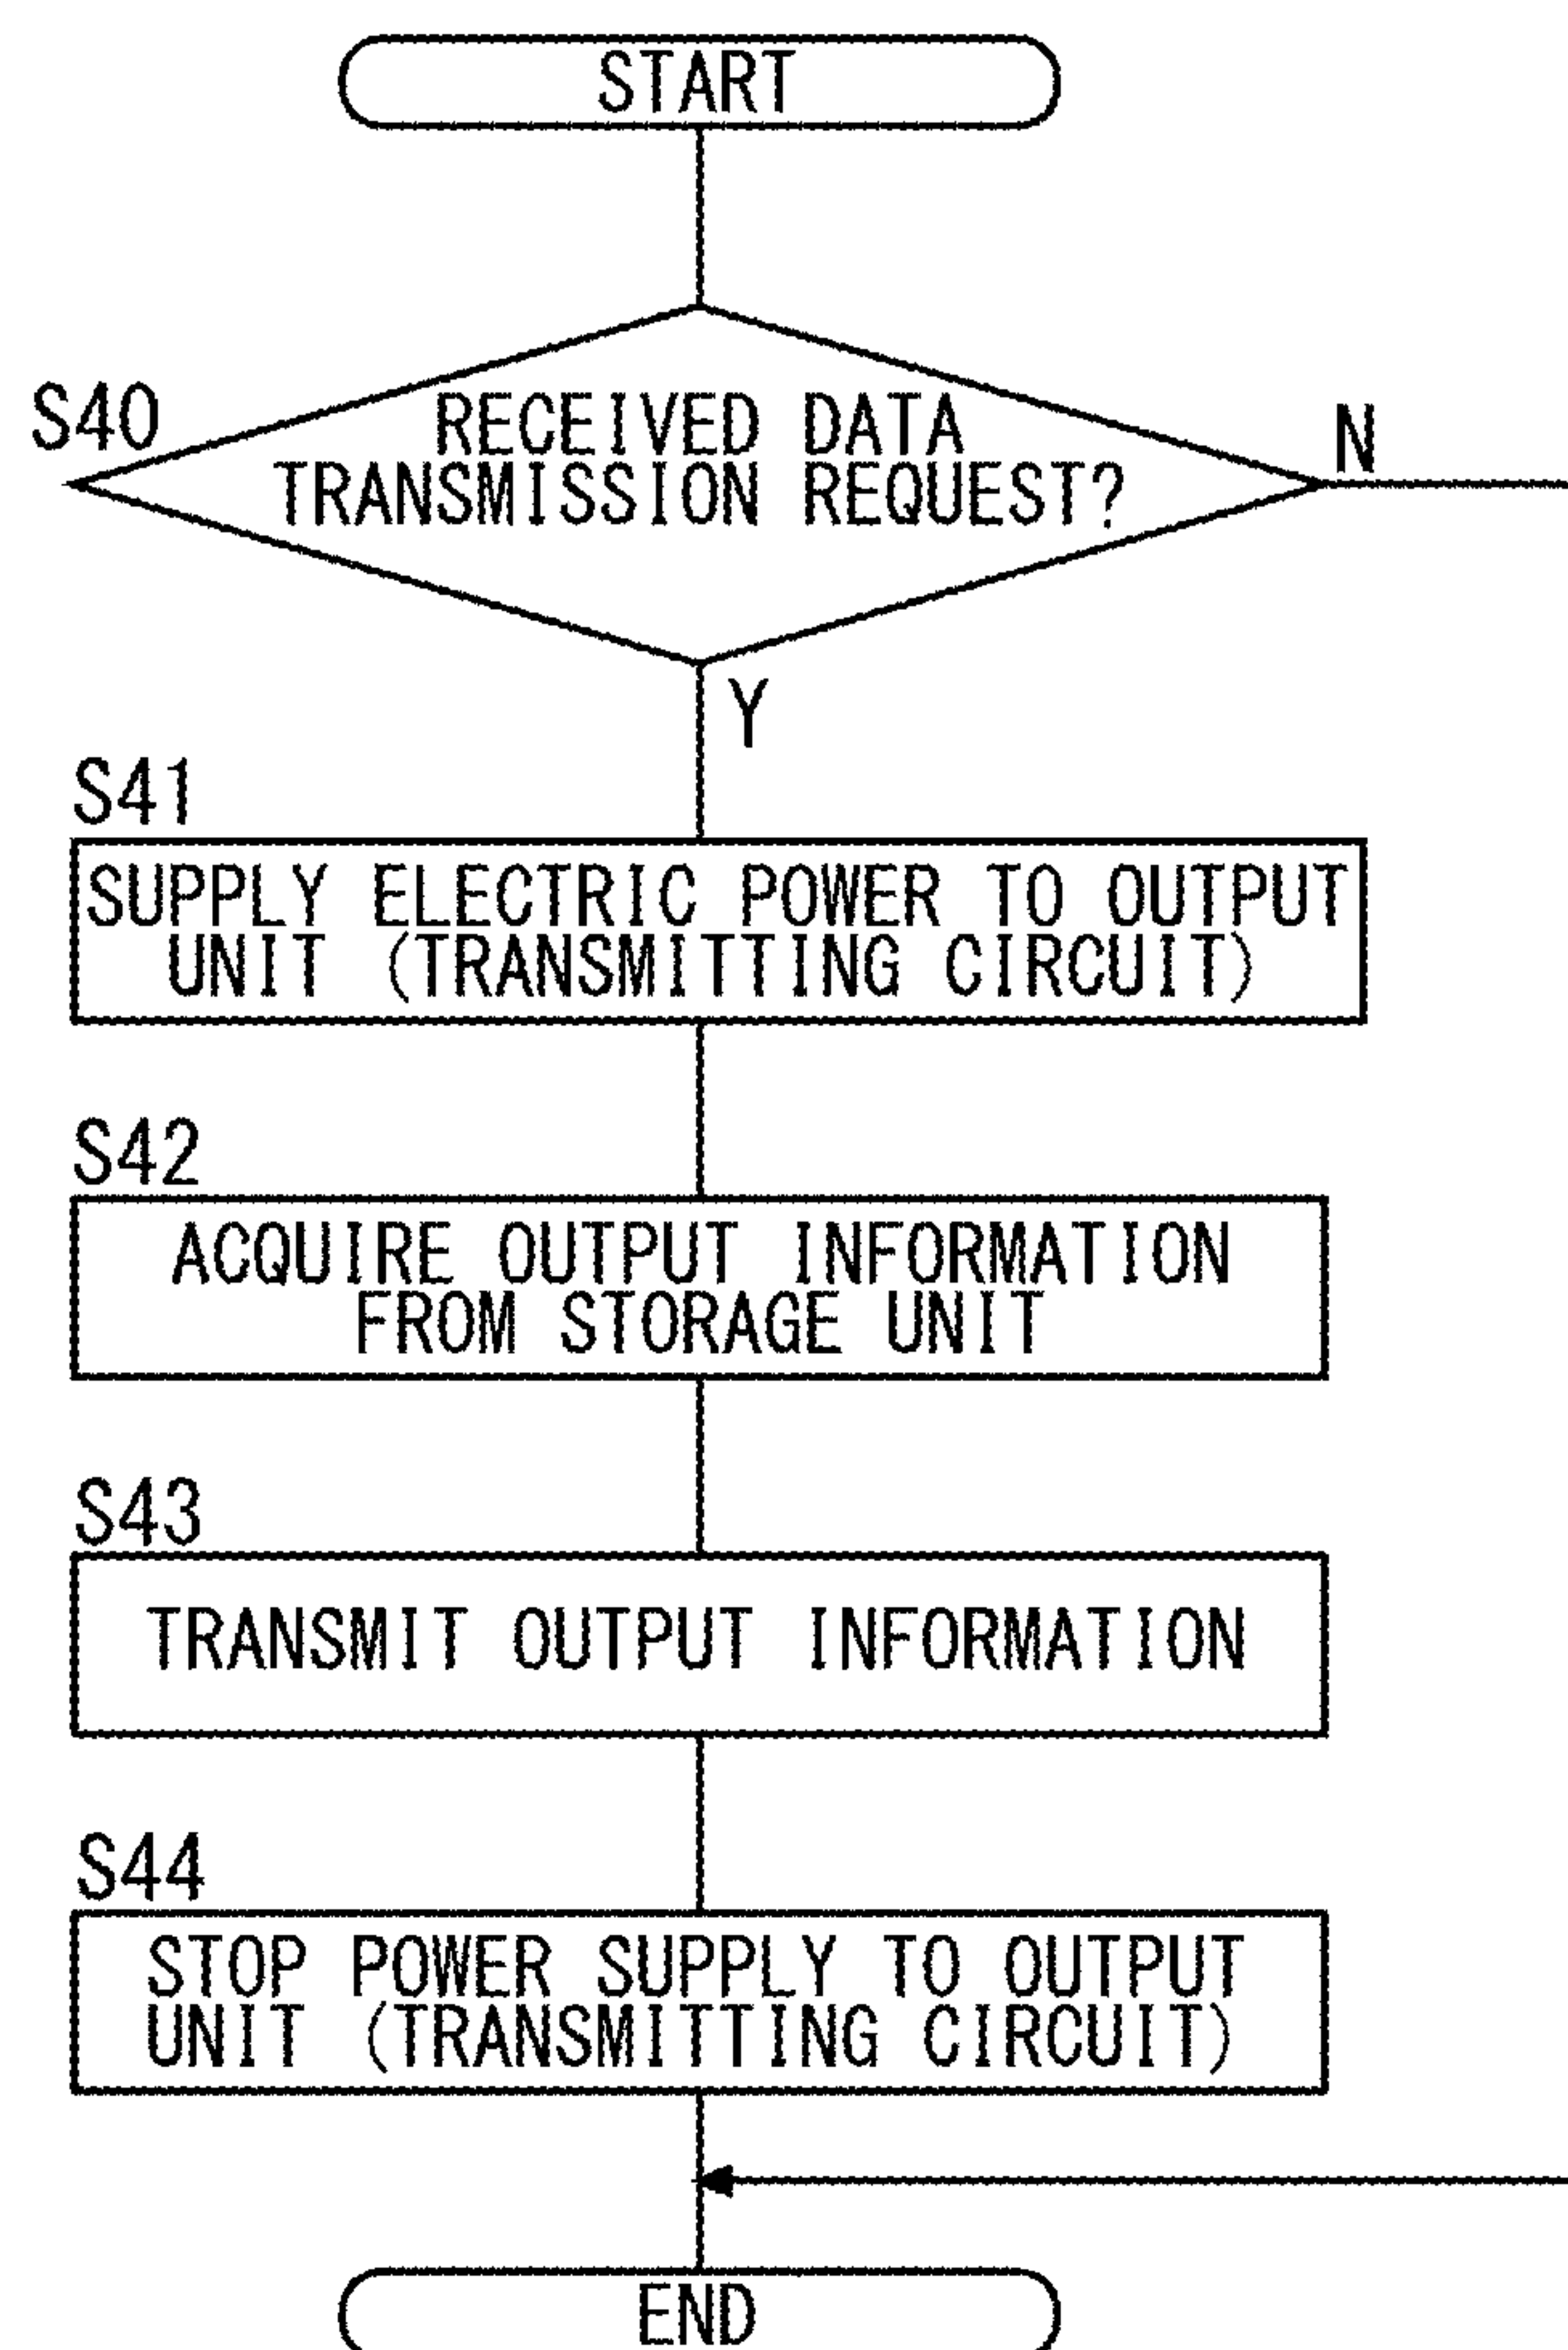 START
S40
RECEIVED DATA
TRANSMISSION REQUEST?
N
Y
S41
SUPPLY ELECTRIC POWER TO OUTPUT
UNIT (TRANSMITTING CIRCUIT)
S42
ACQUIRE OUTPUT INFORMATION
FROM STORAGE UNIT
S43
TRANSMIT OUTPUT INFORMATION
S44
STOP POWER SUPPLY TO OUTPUT
UNIT (TRANSMITTING CIRCUIT)
END